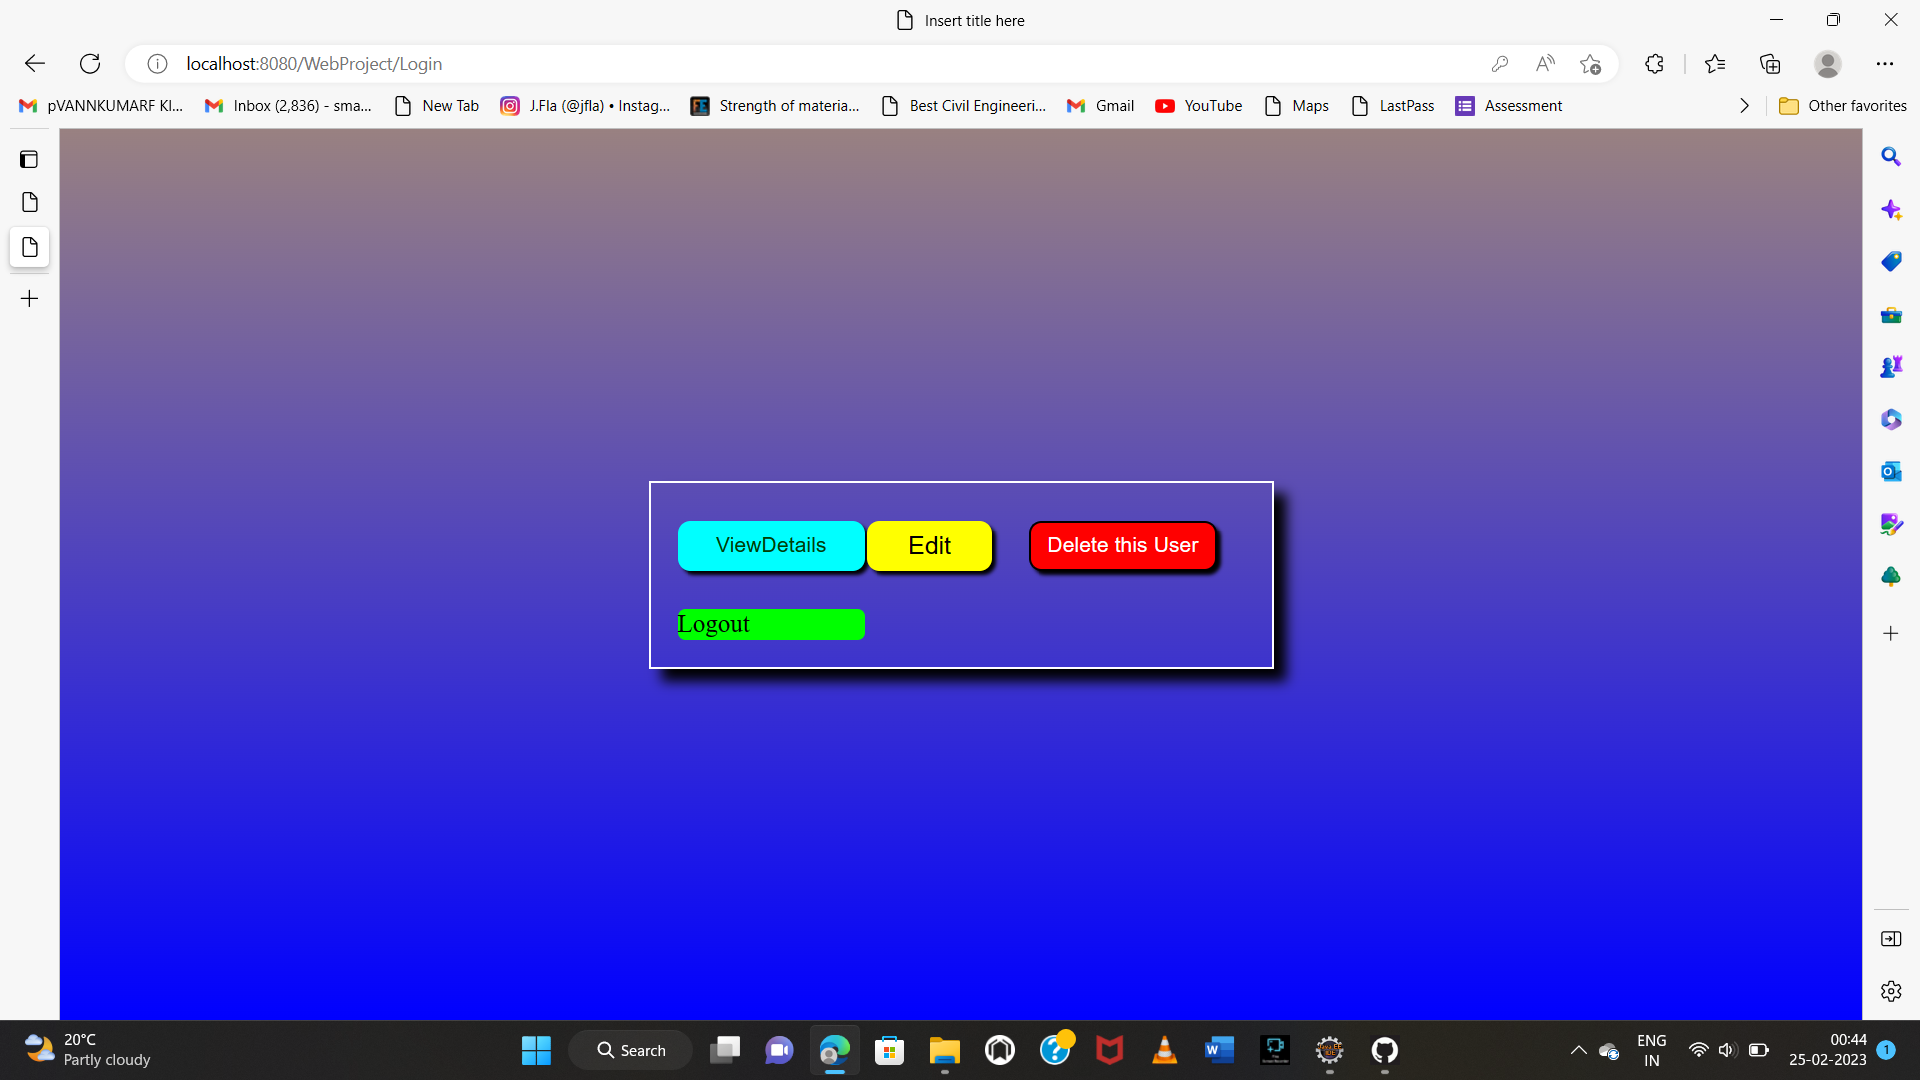 Insert title here
localhost:8080/WebProject/Login
pVANNKUMARF KI... Inbox (2,836) - sma... New Tab J.Fla (@jfla) • Instag... Strength of materia... Best Civil Engineeri... Gmail YouTube Maps LastPass Assessment Other favorites
ViewDetails Edit Delete this User
Logout
20°C
Partly cloudy
Search
ENG
IN
00:44
25-02-2023
1